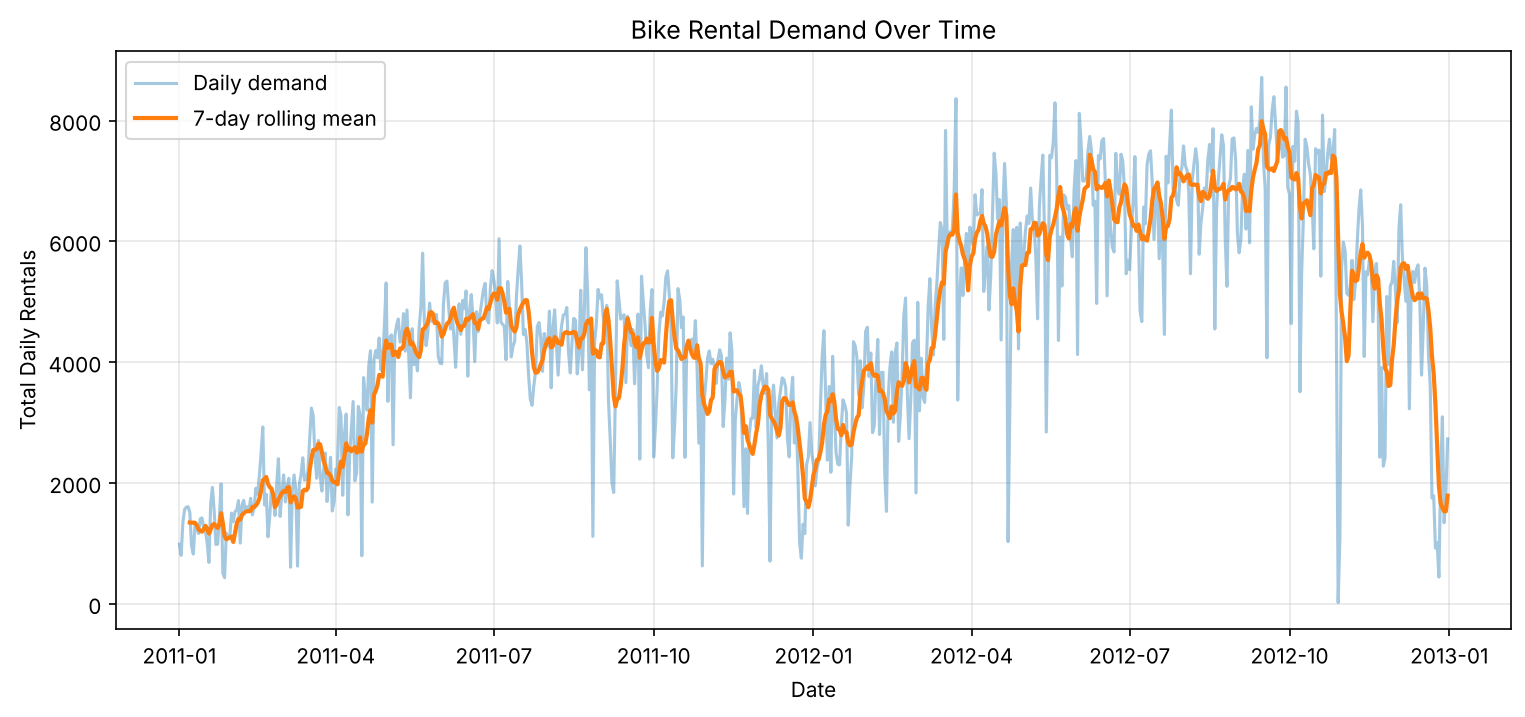 Bike Rental Demand Over Time
Daily demand
7-day rolling mean
Total Daily Rentals
8000
6000
4000
2000
0
2011-01
2011-04
2011-07
2011-10
2012-01
2012-04
2012-07
2012-10
2013-01
Date